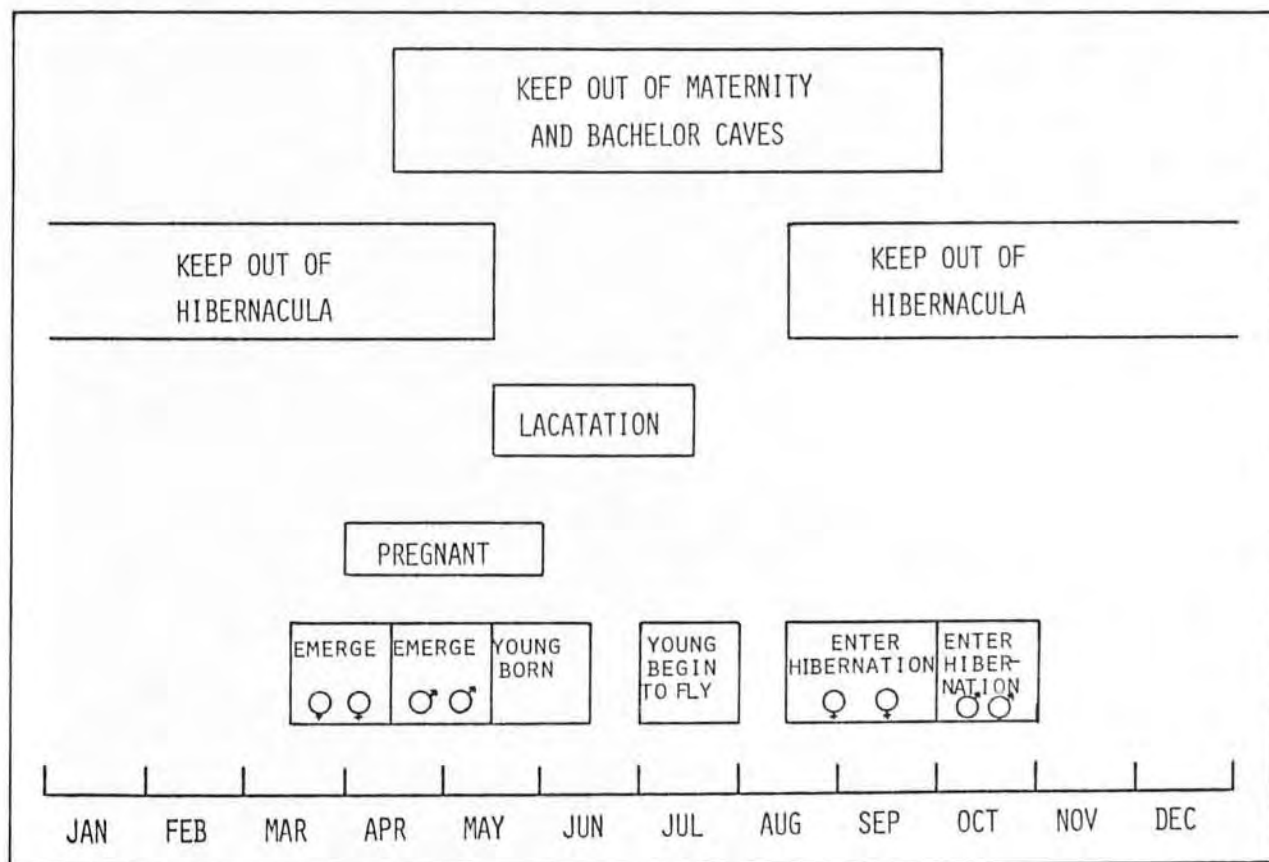 KEEP OUT OF MATERNITY
AND BACHELOR CAVES
KEEP OUT OF
HIBERNACULA
KEEP OUT OF
HIBERNACULA
LACATATION
PREGNANT
EMERGE
♀ ♀
EMERGE
♂ ♂
YOUNG
BORN
YOUNG
BEGIN
TO FLY
ENTER
HIBERNATION
♀ ♀
ENTER
HIBER-
NATION
♂ ♂
JAN FEB MAR APR MAY JUN JUL AUG SEP OCT NOV DEC